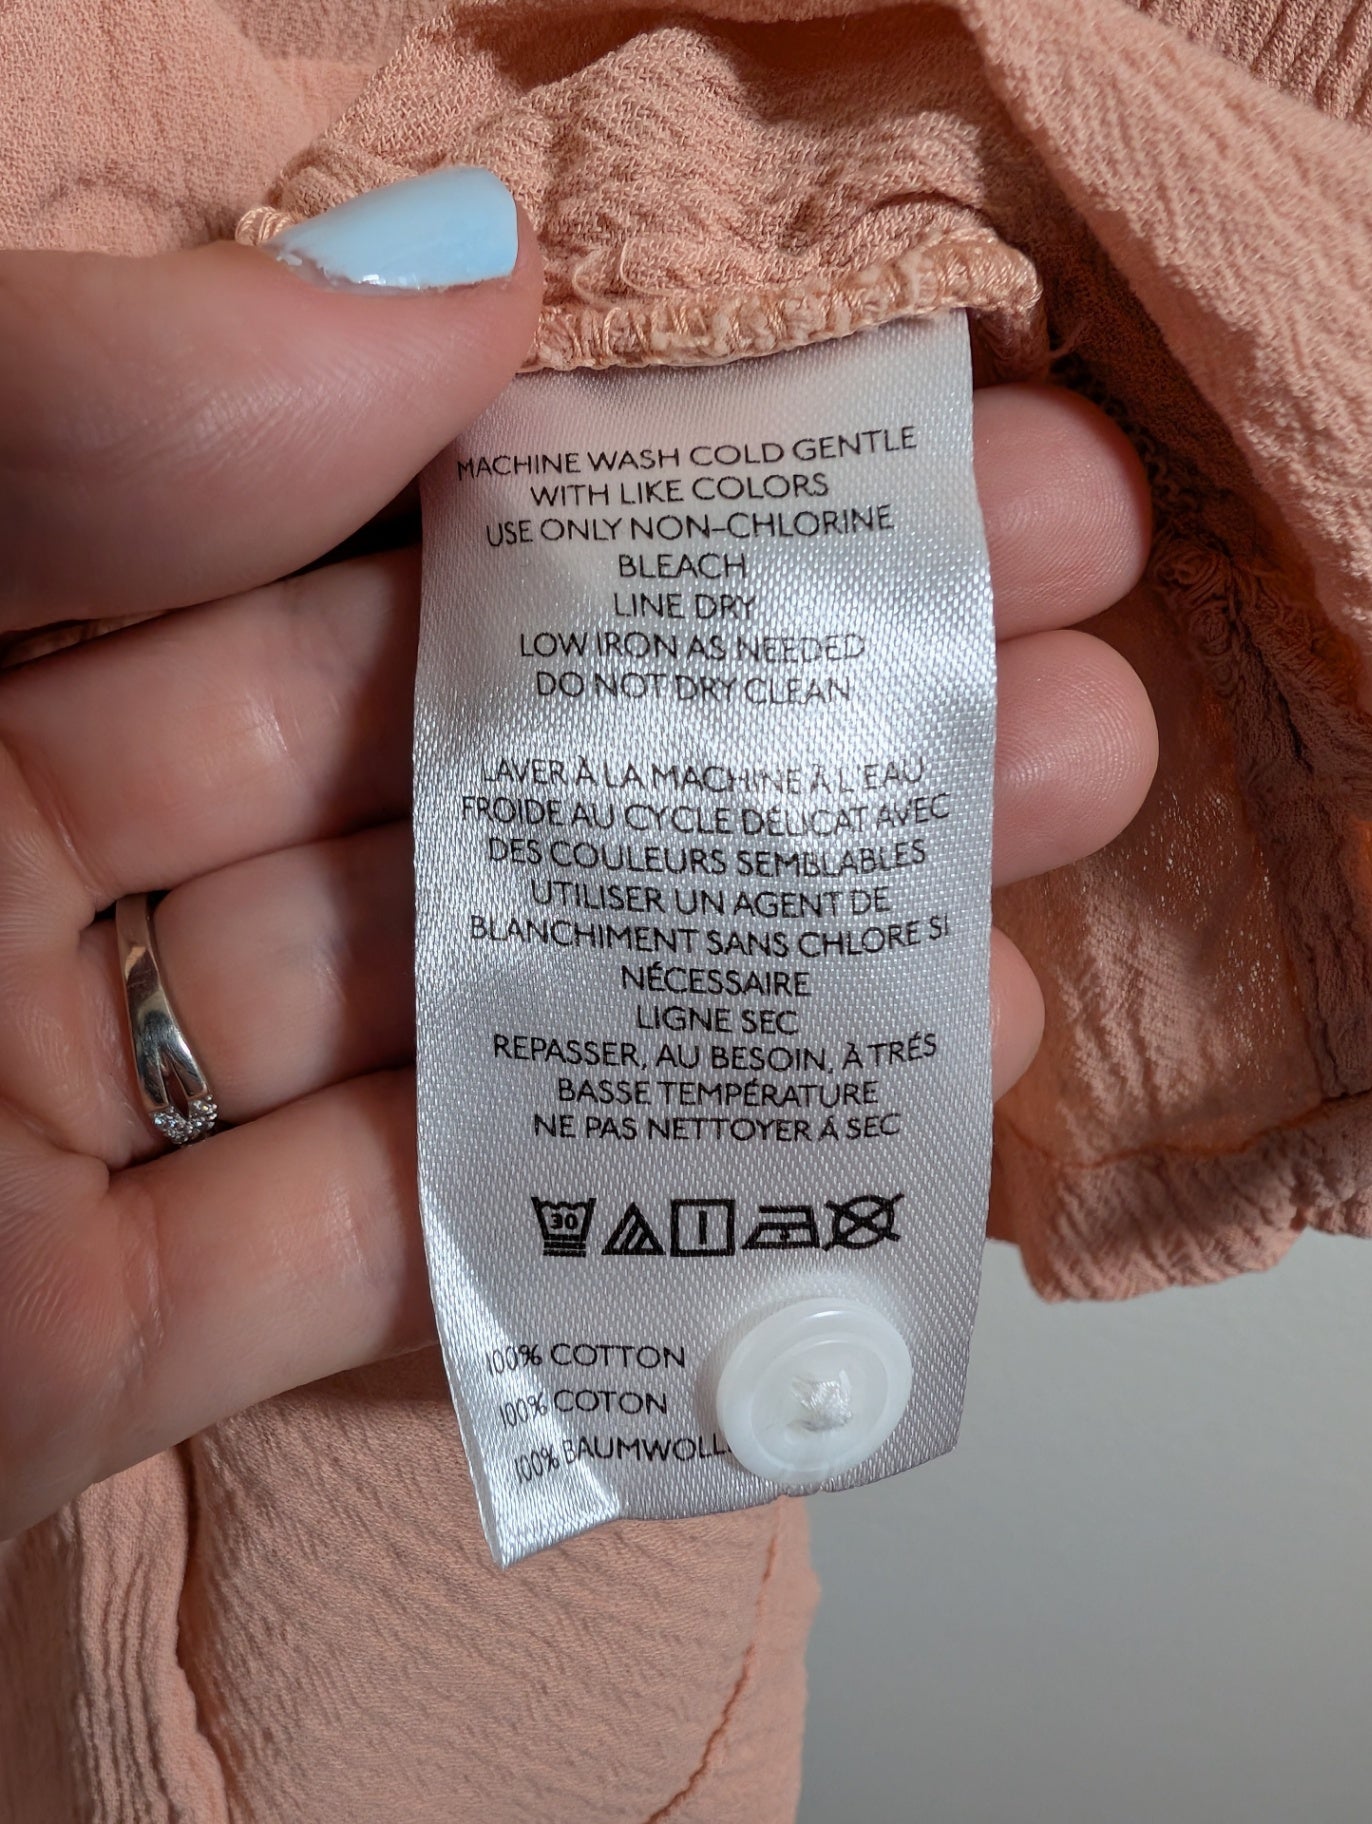 MACHINE WASH COLD GENTLE
WITH LIKE COLORS
USE ONLY NON-CHLORINE
BLEACH
LINE DRY
LOW IRON AS NEEDED
DO NOT DRY CLEAN
LAVER À LA MACHINE À L'EAU
FROIDE AU CYCLE DÉLICAT AVEC
DES COULEURS SEMBLABLES
UTILISER UN AGENT DE
BLANCHIMENT SANS CHLORE SI
NÉCESSAIRE
LIGNE SEC
REPASSER, AU BESOIN, À TRÉS
BASSE TEMPÉRATURE
NE PAS NETTOYER Á SEC
30
100% COTTON
100% COTON
100% BAUMWOLL